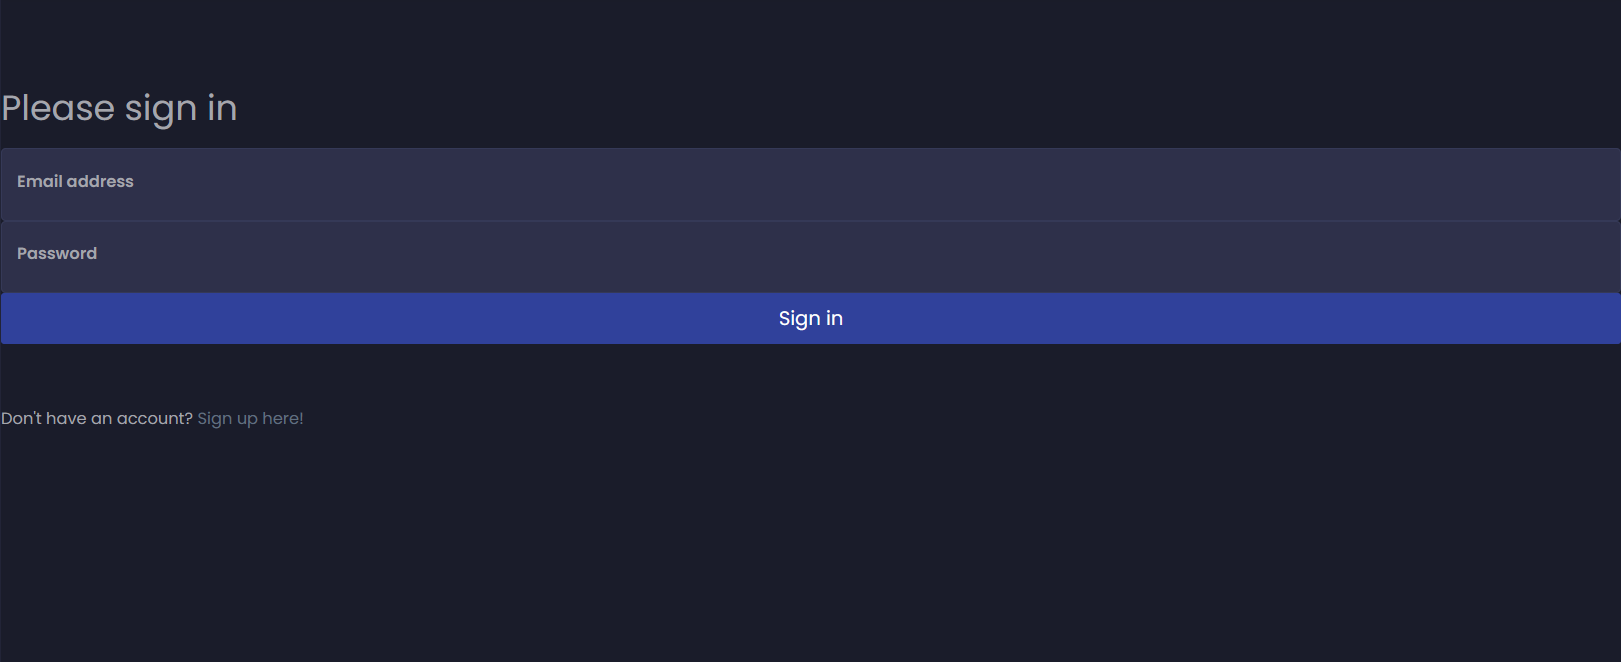 Please sign in
Email address
Password
Sign in
Don't have an account? Sign up here!